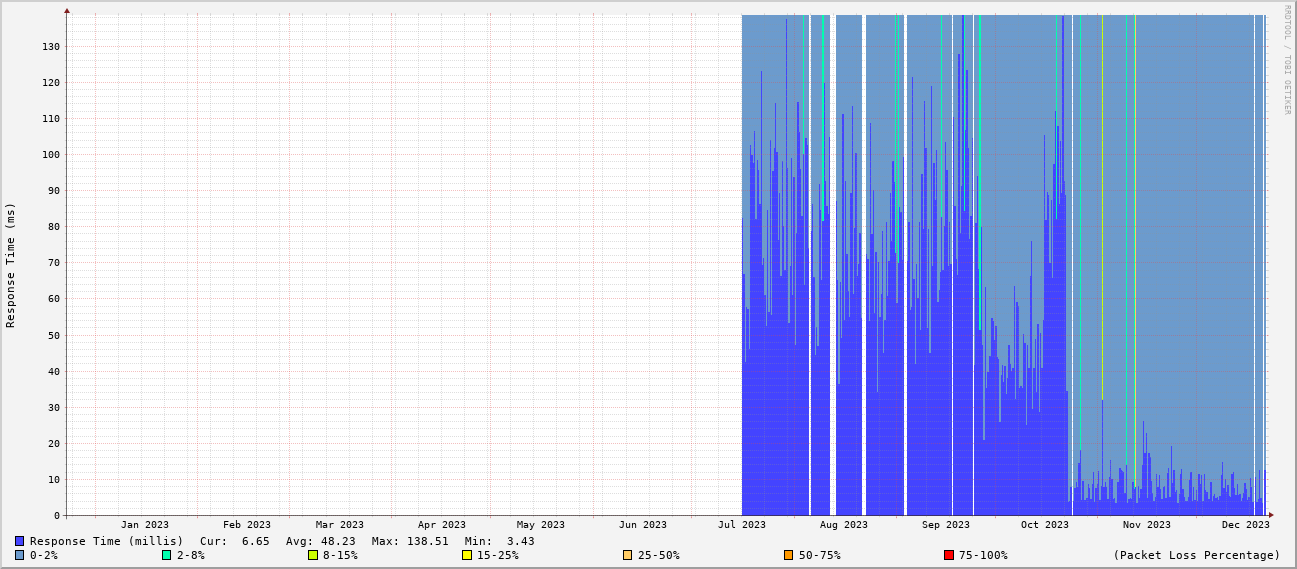 RRDTOOL / TOBI OETIKER
Response Time (ms)
130
120
110
100
90
80
70
60
50
40
30
20
10
0
Jan 2023 Feb 2023 Mar 2023 Apr 2023 May 2023 Jun 2023 Jul 2023 Aug 2023 Sep 2023 Oct 2023 Nov 2023 Dec 2023
Response Time (millis) Cur: 6.65 Avg: 48.23 Max: 138.51 Min: 3.43
0-2% 2-8% 8-15% 15-25% 25-50% 50-75% 75-100% (Packet Loss Percentage)